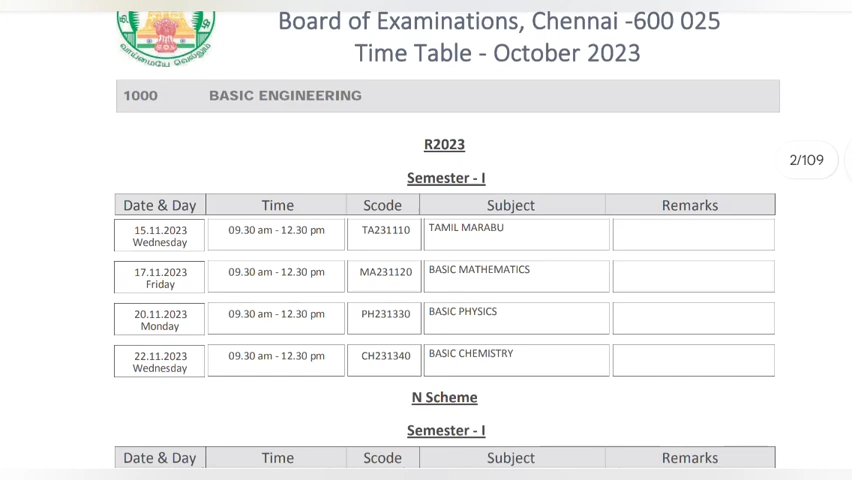 வாய்மையே வெல்லும்
Board of Examinations, Chennai -600 025
Time Table - October 2023
1000 BASIC ENGINEERING
R2023
2/109
Semester - I
Date & Day Time Scode Subject Remarks
15.11.2023 Wednesday 09.30 am - 12.30 pm TA231110 TAMIL MARABU
17.11.2023 Friday 09.30 am - 12.30 pm MA231120 BASIC MATHEMATICS
20.11.2023 Monday 09.30 am - 12.30 pm PH231330 BASIC PHYSICS
22.11.2023 Wednesday 09.30 am - 12.30 pm CH231340 BASIC CHEMISTRY
N Scheme
Semester - I
Date & Day Time Scode Subject Remarks